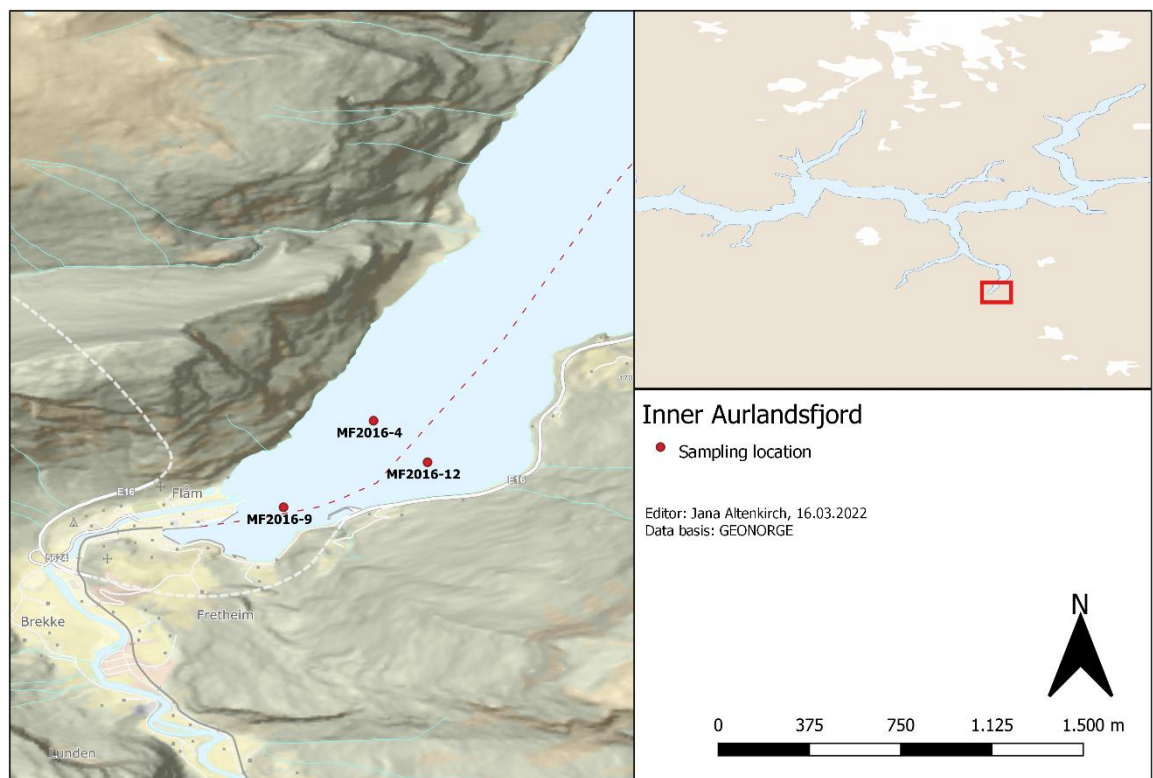 MF2016-4
MF2016-12
E16
MF2016-9
E16
Flåm
5624
Fretheim
Brekke
Lunden
Inner Aurlandsfjord
Sampling location
Editor: Jana Altenkirch, 16.03.2022
Data basis: GEONORGE
N
0 375 750 1.125 1.500 m